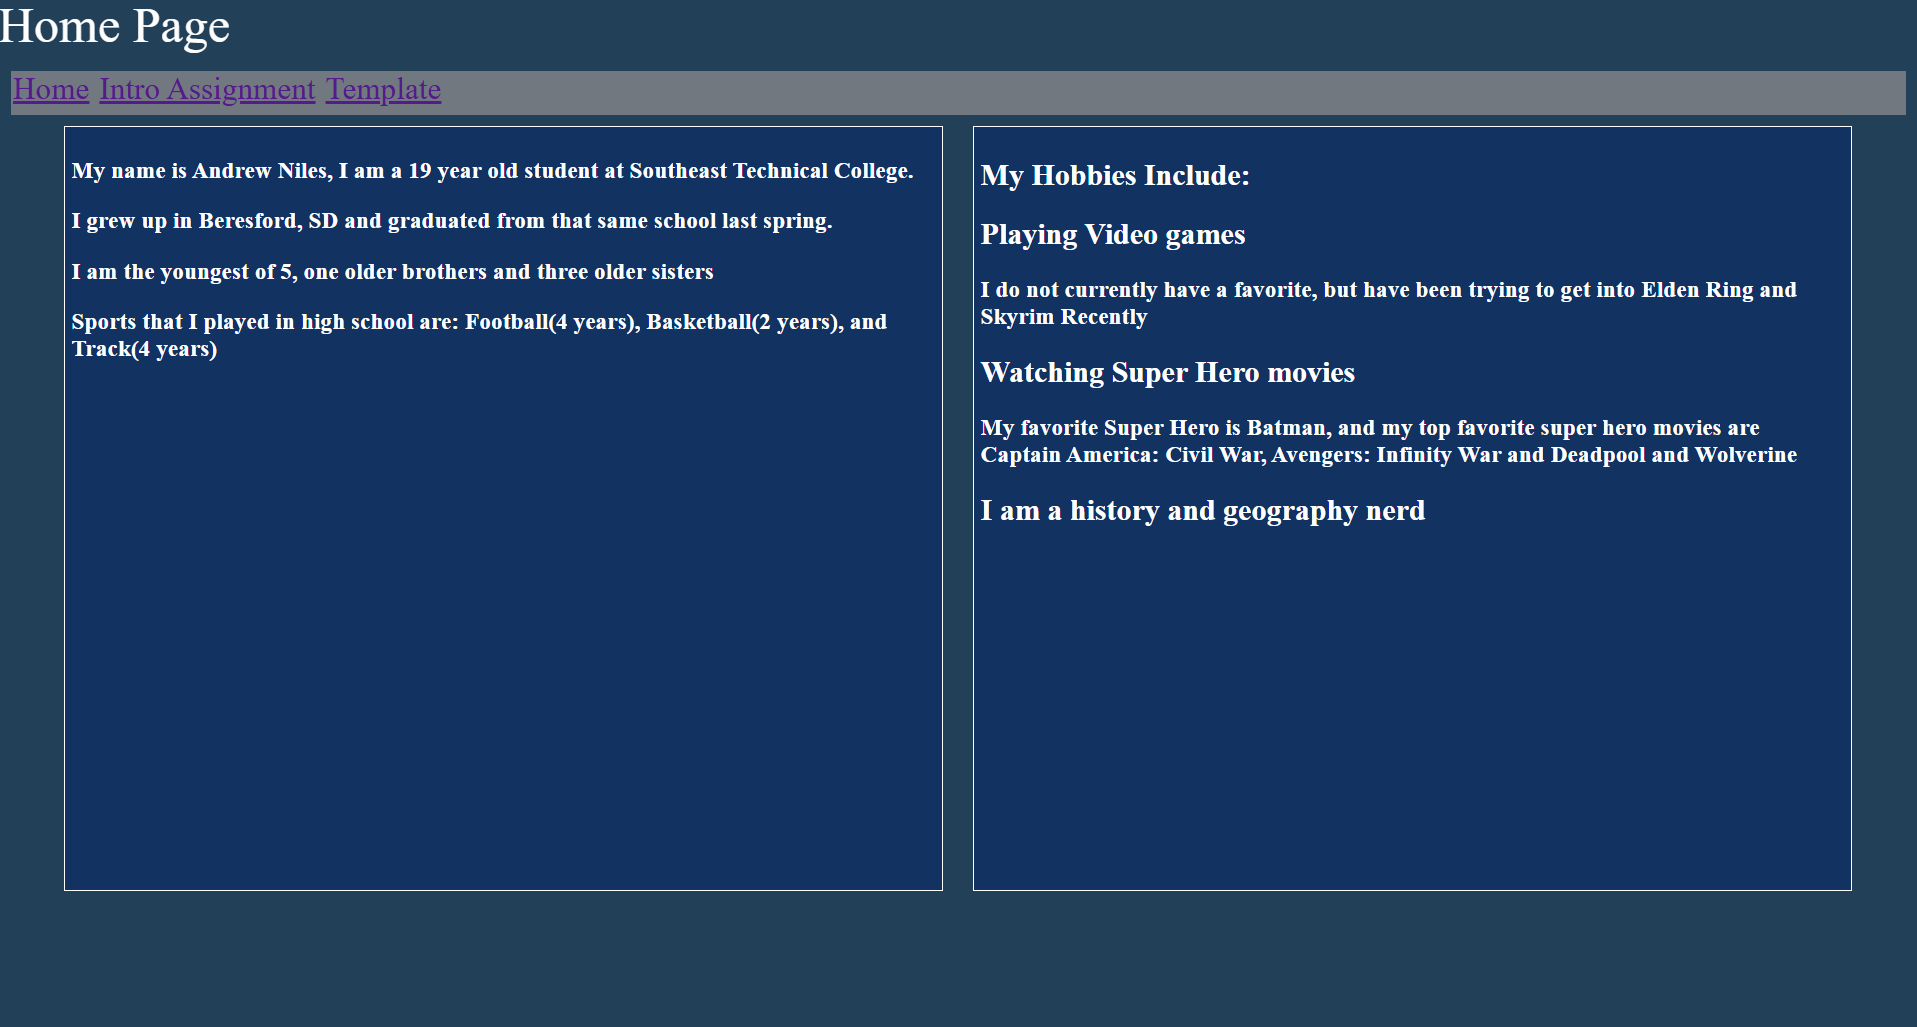 Home Page
Home Intro Assignment Template
My name is Andrew Niles, I am a 19 year old student at Southeast Technical College.
I grew up in Beresford, SD and graduated from that same school last spring.
I am the youngest of 5, one older brothers and three older sisters
Sports that I played in high school are: Football(4 years), Basketball(2 years), and
Track(4 years)
My Hobbies Include:
Playing Video games
I do not currently have a favorite, but have been trying to get into Elden Ring and
Skyrim Recently
Watching Super Hero movies
My favorite Super Hero is Batman, and my top favorite super hero movies are
Captain America: Civil War, Avengers: Infinity War and Deadpool and Wolverine
I am a history and geography nerd